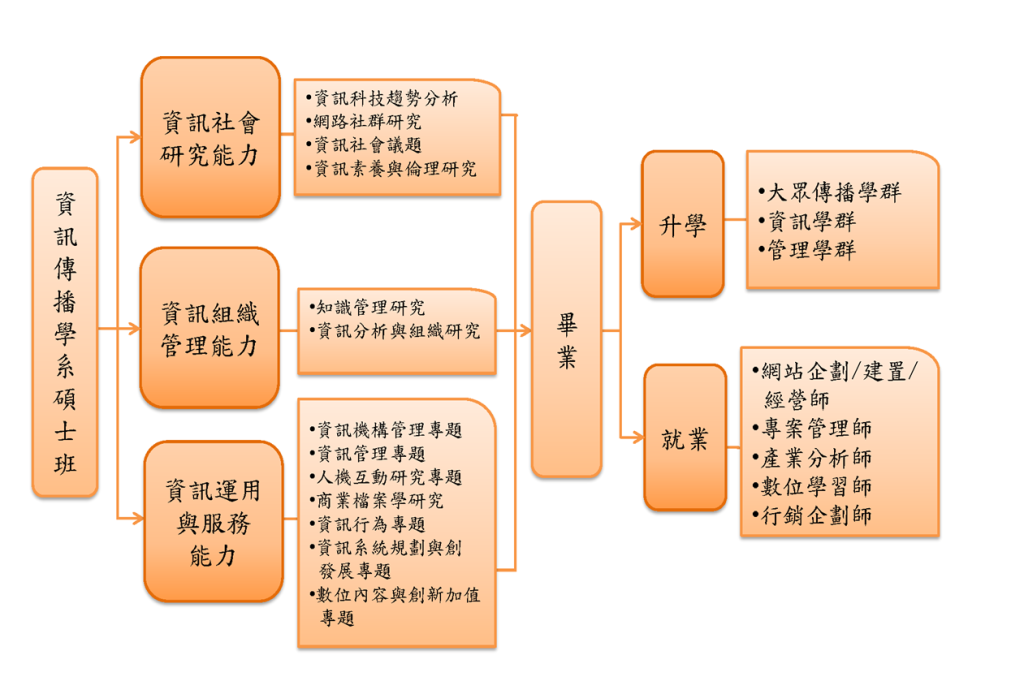 資訊傳播學系碩士班
資訊社會
研究能力
•資訊科技趨勢分析
•網路社群研究
•資訊社會議題
•資訊素養與倫理研究
資訊組織
管理能力
•知識管理研究
•資訊分析與組織研究
資訊運用
與服務
能力
•資訊機構管理專題
•資訊管理專題
•人機互動研究專題
•商業檔案學研究
•資訊行為專題
•資訊系統規劃與創
發展專題
•數位內容與創新加值
專題
畢業
升學
•大眾傳播學群
•資訊學群
•管理學群
就業
•網站企劃/建置/
經營師
•專案管理師
•產業分析師
•數位學習師
•行銷企劃師